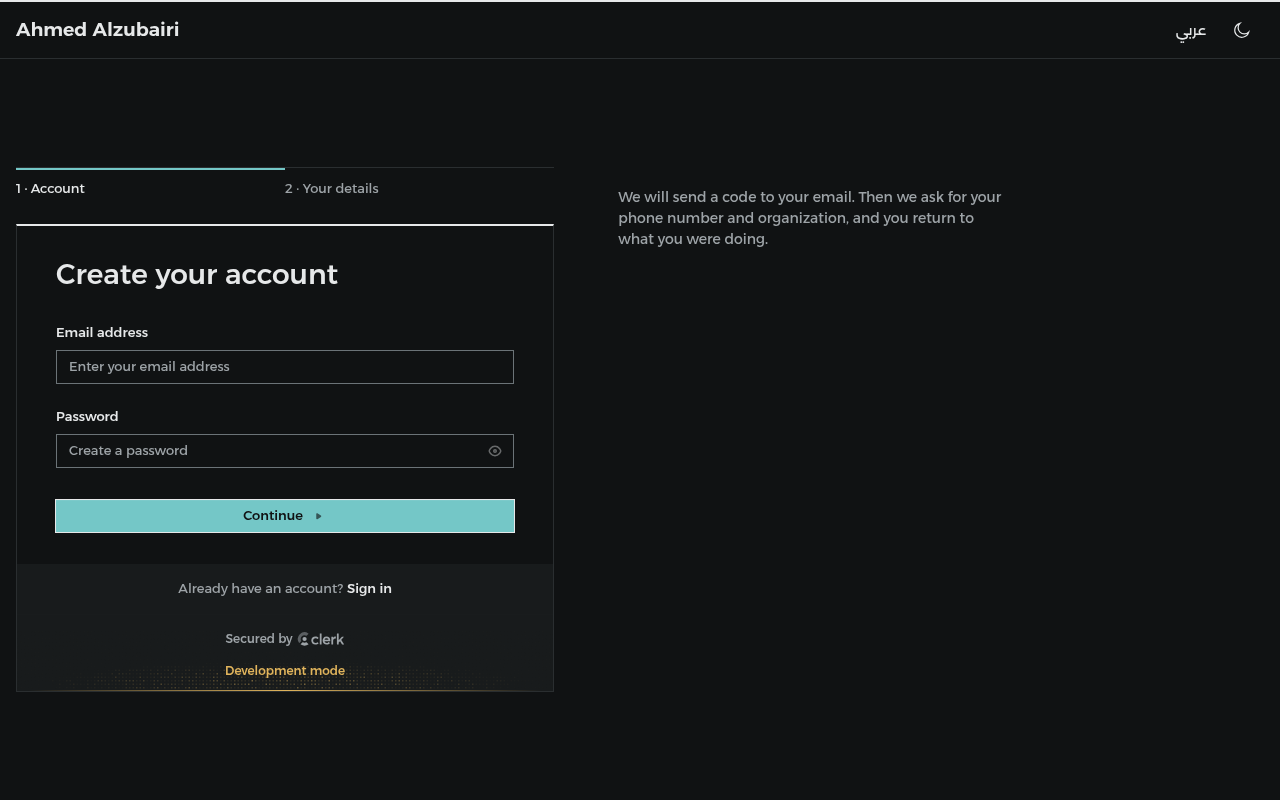 Ahmed Alzubairi
عربي
1 · Account
2 · Your details
We will send a code to your email. Then we ask for your
phone number and organization, and you return to
what you were doing.
Create your account
Email address
Enter your email address
Password
Create a password
Continue
Already have an account? Sign in
Secured by clerk
Development mode